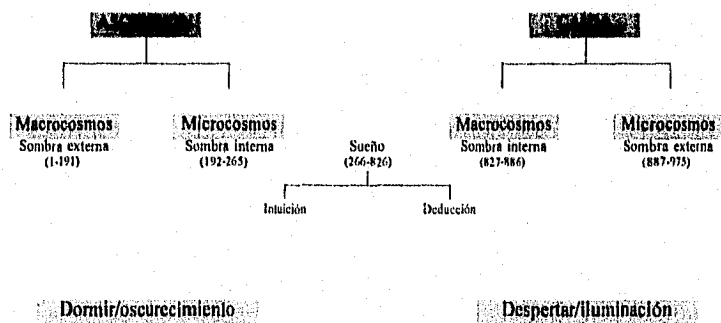 Macrocosmos
Sombra externa
(1-191)
Microcosmos
Sombra interna
(192-265)
Sueño
(266-826)
Macrocosmos
Sombra interna
(827-886)
Microcosmos
Sombra externa
(887-975)
Intuición
Deducción
Dormir/oscurecimiento
Despertar/iluminación